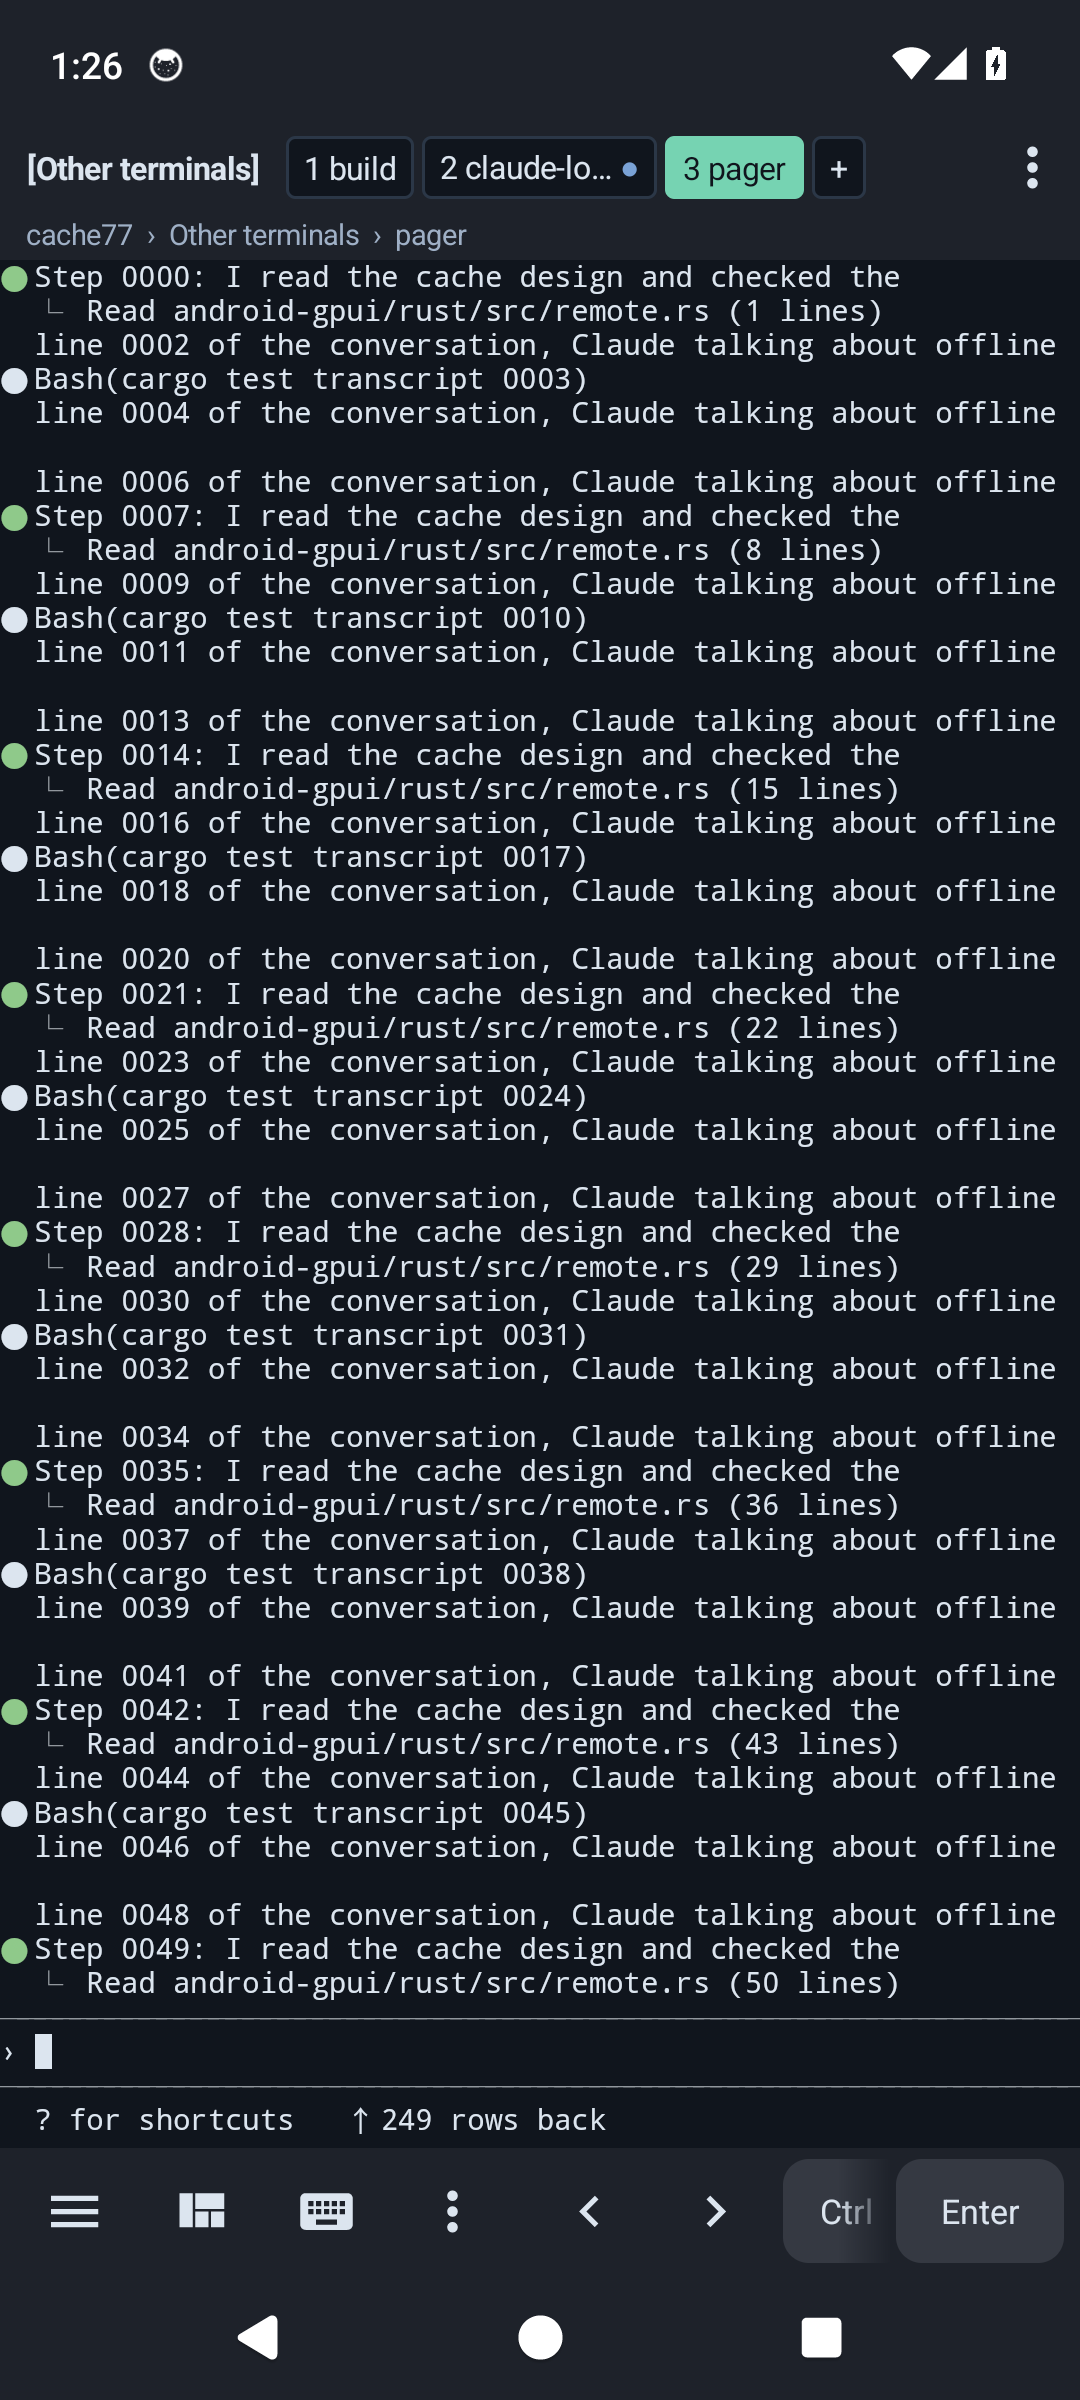 1:26
[Other terminals] 1 build 2 claude-lo... 3 pager +
cache77 › Other terminals › pager
Step 0000: I read the cache design and checked the
└ Read android-gpui/rust/src/remote.rs (1 lines)
line 0002 of the conversation, Claude talking about offline
Bash(cargo test transcript 0003)
line 0004 of the conversation, Claude talking about offline
line 0006 of the conversation, Claude talking about offline
Step 0007: I read the cache design and checked the
└ Read android-gpui/rust/src/remote.rs (8 lines)
line 0009 of the conversation, Claude talking about offline
Bash(cargo test transcript 0010)
line 0011 of the conversation, Claude talking about offline
line 0013 of the conversation, Claude talking about offline
Step 0014: I read the cache design and checked the
└ Read android-gpui/rust/src/remote.rs (15 lines)
line 0016 of the conversation, Claude talking about offline
Bash(cargo test transcript 0017)
line 0018 of the conversation, Claude talking about offline
line 0020 of the conversation, Claude talking about offline
Step 0021: I read the cache design and checked the
└ Read android-gpui/rust/src/remote.rs (22 lines)
line 0023 of the conversation, Claude talking about offline
Bash(cargo test transcript 0024)
line 0025 of the conversation, Claude talking about offline
line 0027 of the conversation, Claude talking about offline
Step 0028: I read the cache design and checked the
└ Read android-gpui/rust/src/remote.rs (29 lines)
line 0030 of the conversation, Claude talking about offline
Bash(cargo test transcript 0031)
line 0032 of the conversation, Claude talking about offline
line 0034 of the conversation, Claude talking about offline
Step 0035: I read the cache design and checked the
└ Read android-gpui/rust/src/remote.rs (36 lines)
line 0037 of the conversation, Claude talking about offline
Bash(cargo test transcript 0038)
line 0039 of the conversation, Claude talking about offline
line 0041 of the conversation, Claude talking about offline
Step 0042: I read the cache design and checked the
└ Read android-gpui/rust/src/remote.rs (43 lines)
line 0044 of the conversation, Claude talking about offline
Bash(cargo test transcript 0045)
line 0046 of the conversation, Claude talking about offline
line 0048 of the conversation, Claude talking about offline
Step 0049: I read the cache design and checked the
└ Read android-gpui/rust/src/remote.rs (50 lines)
›
? for shortcuts ↑ 249 rows back
Ctrl Enter